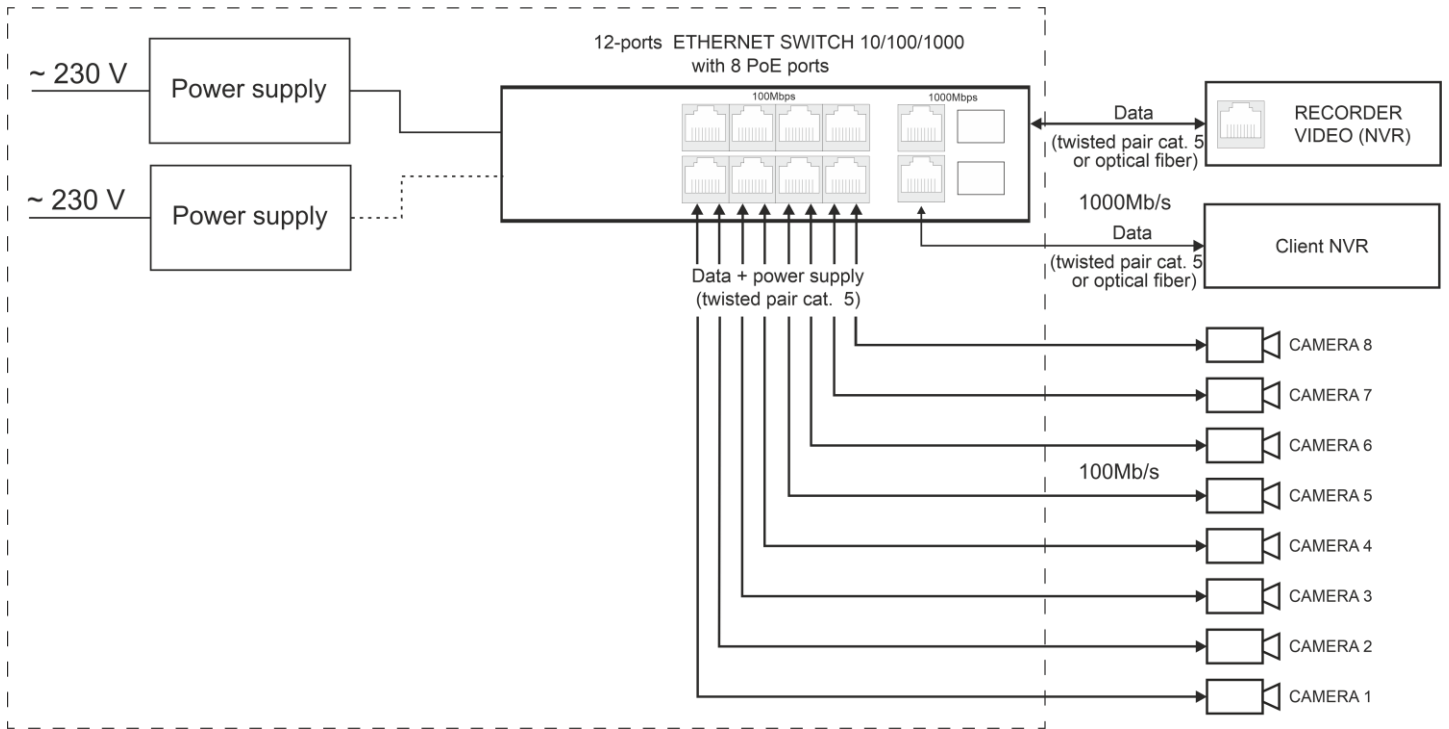 12-ports ETHERNET SWITCH 10/100/1000
with 8 PoE ports
~ 230 V
Power supply
100Mbps
1000Mbps
Data
(twisted pair cat. 5
or optical fiber)
RECORDER
VIDEO (NVR)
~ 230 V
Power supply
1000Mb/s
Data
(twisted pair cat. 5
or optical fiber)
Client NVR
Data + power supply
(twisted pair cat. 5)
CAMERA 8
CAMERA 7
CAMERA 6
100Mb/s
CAMERA 5
CAMERA 4
CAMERA 3
CAMERA 2
CAMERA 1